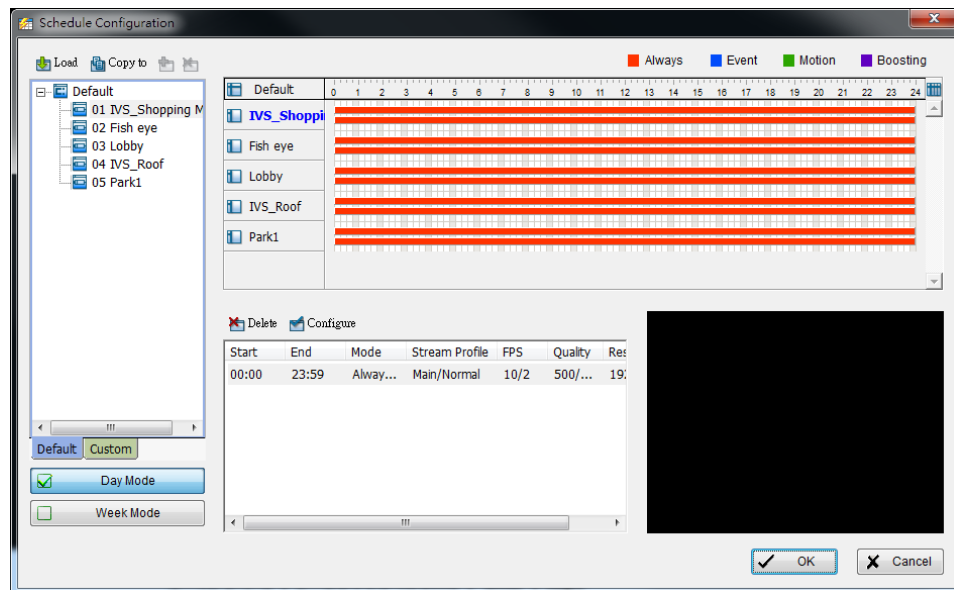 Schedule Configuration
Load Copy to
Always Event Motion Boosting
Default
01 IVS_Shopping M
02 Fish eye
03 Lobby
04 IVS_Roof
05 Park1
Default 0 1 2 3 4 5 6 7 8 9 10 11 12 13 14 15 16 17 18 19 20 21 22 23 24
IVS_Shoppi
Fish eye
Lobby
IVS_Roof
Park1
Delete Configure
Start End Mode Stream Profile FPS Quality Res
00:00 23:59 Alway... Main/Normal 10/2 500/... 192
Default Custom
Day Mode
Week Mode
OK Cancel